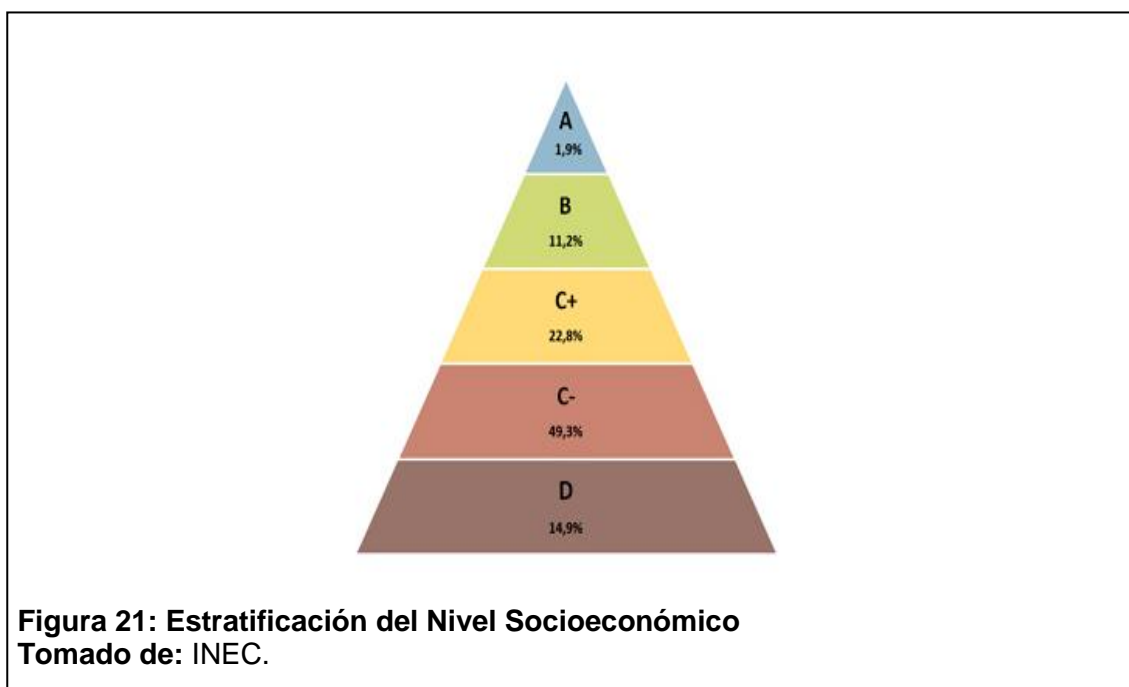 A
1,9%
B
11,2%
C+
22,8%
C-
49,3%
D
14,9%
Figura 21: Estratificación del Nivel Socioeconómico
Tomado de: INEC.